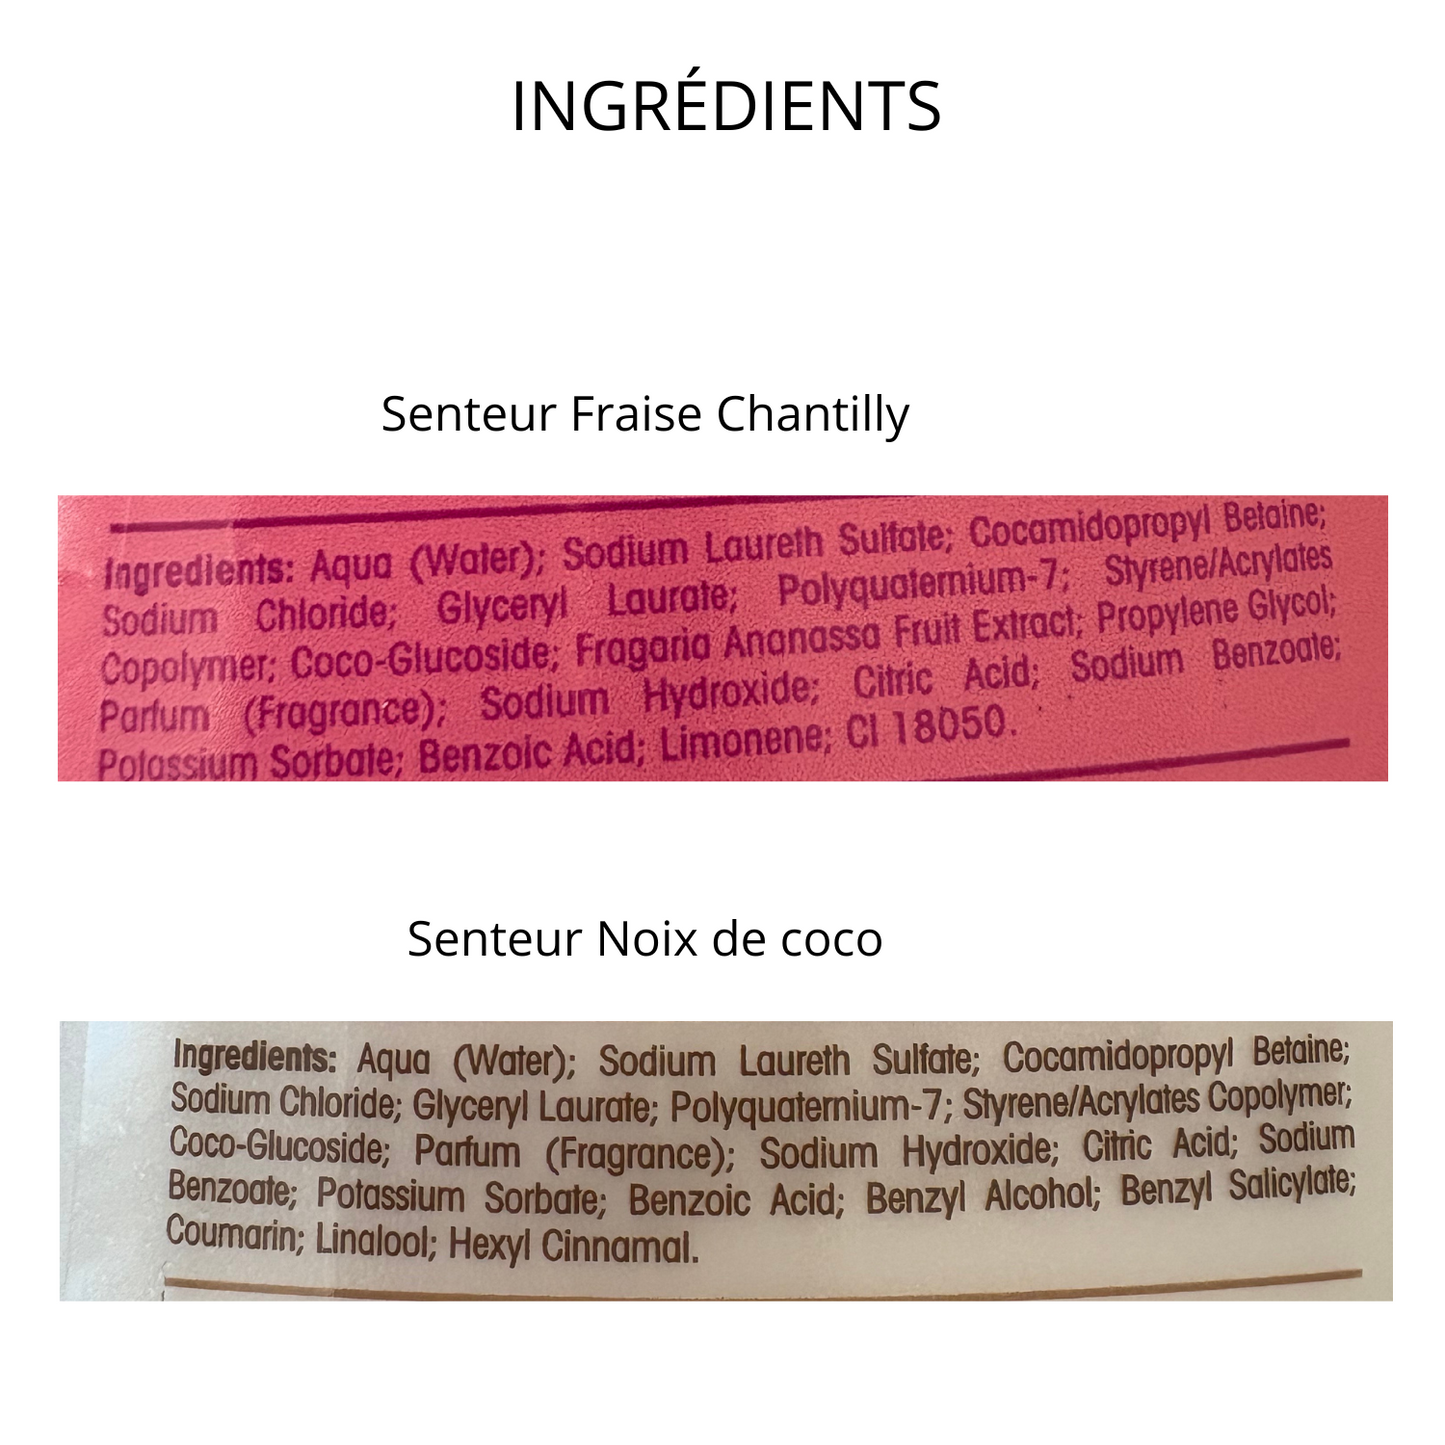 INGRÉDIENTS
Senteur Fraise Chantilly
Ingredients: Aqua (Water); Sodium Laureth Sulfate; Cocamidopropyl Betaine;
Sodium Chloride; Glyceryl Laurate; Polyquaternium-7; Styrene/Acrylates
Copolymer; Coco-Glucoside; Fragaria Ananassa Fruit Extract; Propylene Glycol;
Parfum (Fragrance); Sodium Hydroxide; Citric Acid; Sodium Benzoate;
Potassium Sorbate; Benzoic Acid; Limonene; CI 18050.
Senteur Noix de coco
Ingredients: Aqua (Water); Sodium Laureth Sulfate; Cocamidopropyl Betaine;
Sodium Chloride; Glyceryl Laurate; Polyquaternium-7; Styrene/Acrylates Copolymer;
Coco-Glucoside; Parfum (Fragrance); Sodium Hydroxide; Citric Acid; Sodium
Benzoate; Potassium Sorbate; Benzoic Acid; Benzyl Alcohol; Benzyl Salicylate;
Coumarin; Linalool; Hexyl Cinnamal.